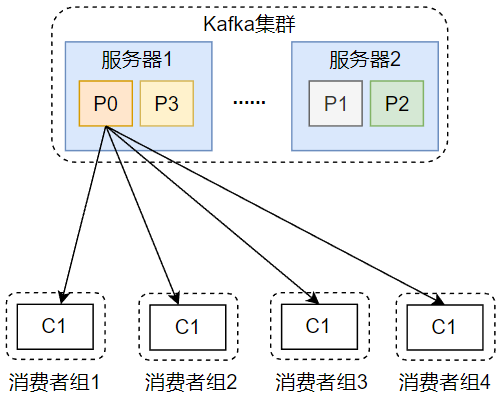 Kafka集群
服务器1
服务器2
P0
P3
......
P1
P2
C1
C1
C1
C1
消费者组1
消费者组2
消费者组3
消费者组4